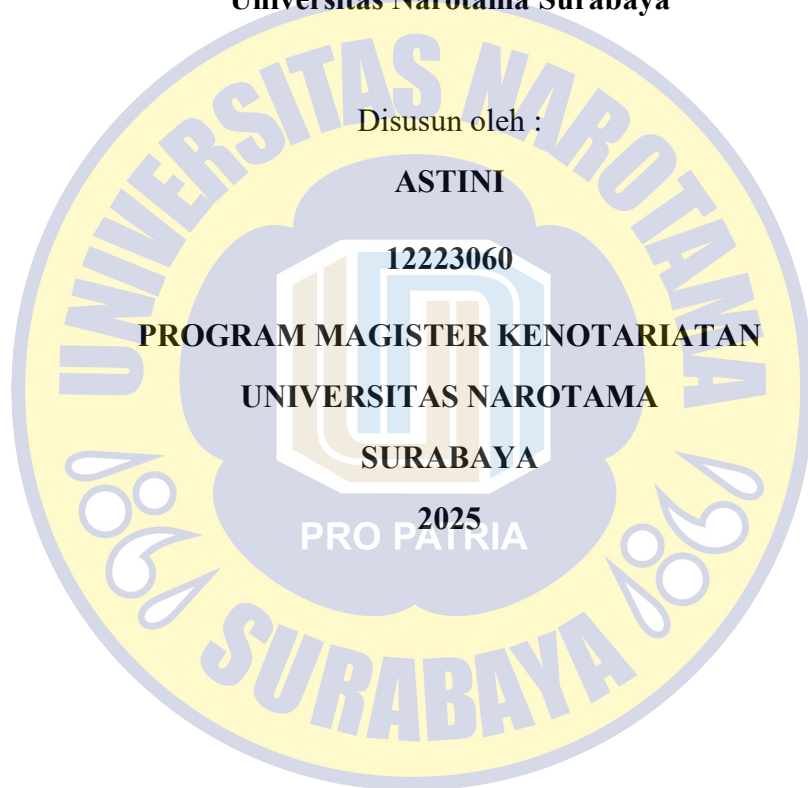 Universitas Narotama Surabaya
Disusun oleh :
ASTINI
12223060
PROGRAM MAGISTER KENOTARIATAN
UNIVERSITAS NAROTAMA
SURABAYA
2025
UNIVERSITAS NAROTAMA
PRO PATRIA
SURABAYA